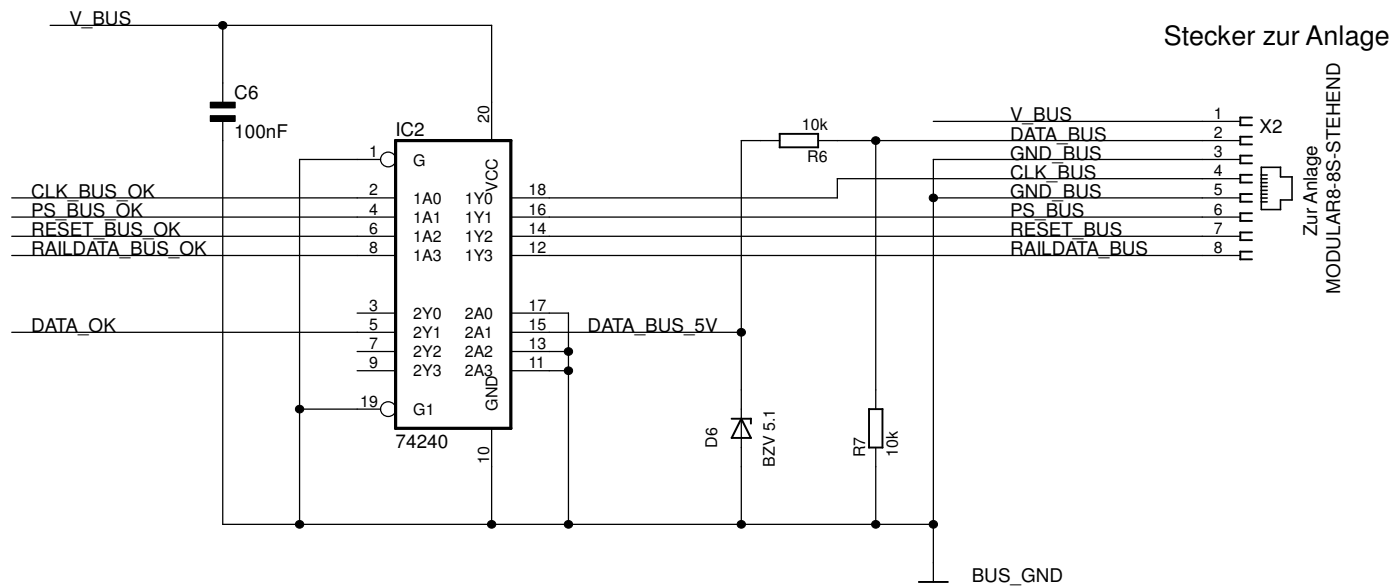 V_BUS
Stecker zur Anlage
C6
100nF
20
IC2
1
G
VCC
CLK_BUS_OK
2
1A0
1Y0
18
PS_BUS_OK
4
1A1
1Y1
16
RESET_BUS_OK
6
1A2
1Y2
14
RAILDATA_BUS_OK
8
1A3
1Y3
12
3
2Y0
2A0
17
DATA_OK
5
2Y1
2A1
15
DATA_BUS_5V
7
2Y2
2A2
13
9
2Y3
2A3
11
GND
19
G1
74240
10
10k
R6
D6
BZV 5.1
R7
10k
V_BUS
1
X2
DATA_BUS
2
GND_BUS
3
CLK_BUS
4
GND_BUS
5
PS_BUS
6
RESET_BUS
7
RAILDATA_BUS
8
Zur Anlage
MODULAR8-8S-STEHEND
BUS_GND